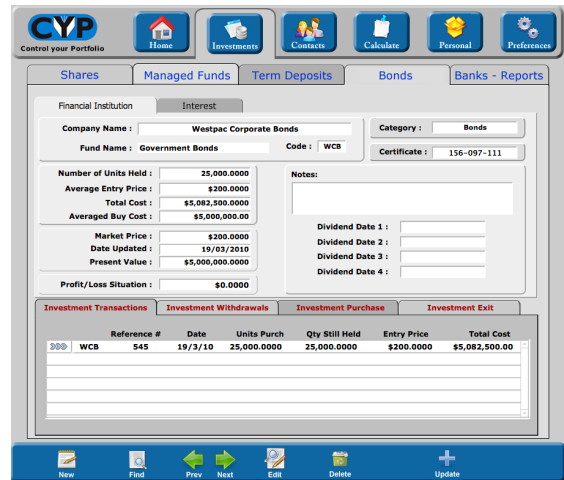 CYP
Control your Portfolio
Home Investments Contacts Calculate Personal Preferences
Shares Managed Funds Term Deposits Bonds Banks - Reports
Financial Institution Interest
Company Name : Westpac Corporate Bonds Category : Bonds
Fund Name : Government Bonds Code : WCB Certificate : 156-097-111
Number of Units Held : 25,000.0000 Notes:
Average Entry Price : $200.0000
Total Cost : $5,082,500.0000
Averaged Buy Cost : $5,000,000.00
Dividend Date 1 :
Market Price : $200.0000 Dividend Date 2 :
Date Updated : 19/03/2010 Dividend Date 3 :
Present Value : $5,000,000.0000 Dividend Date 4 :
Profit/Loss Situation : $0.0000
Investment Transactions Investment Withdrawals Investment Purchase Investment Exit
Reference # Date Units Purch Qty Still Held Entry Price Total Cost
WCB 545 19/3/10 25,000.0000 25,000.0000 $200.0000 $5,082,500.00
New Find Prev Next Edit Delete Update